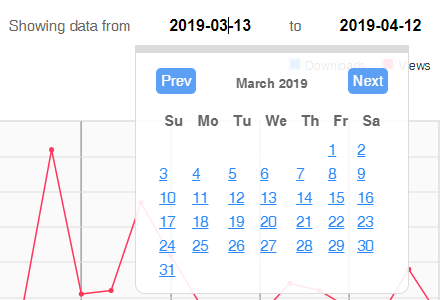 Showing data from 2019-03-13 to 2019-04-12
Downloads Views
Prev March 2019 Next
Su Mo Tu We Th Fr Sa
1 2
3 4 5 6 7 8 9
10 11 12 13 14 15 16
17 18 19 20 21 22 23
24 25 26 27 28 29 30
31